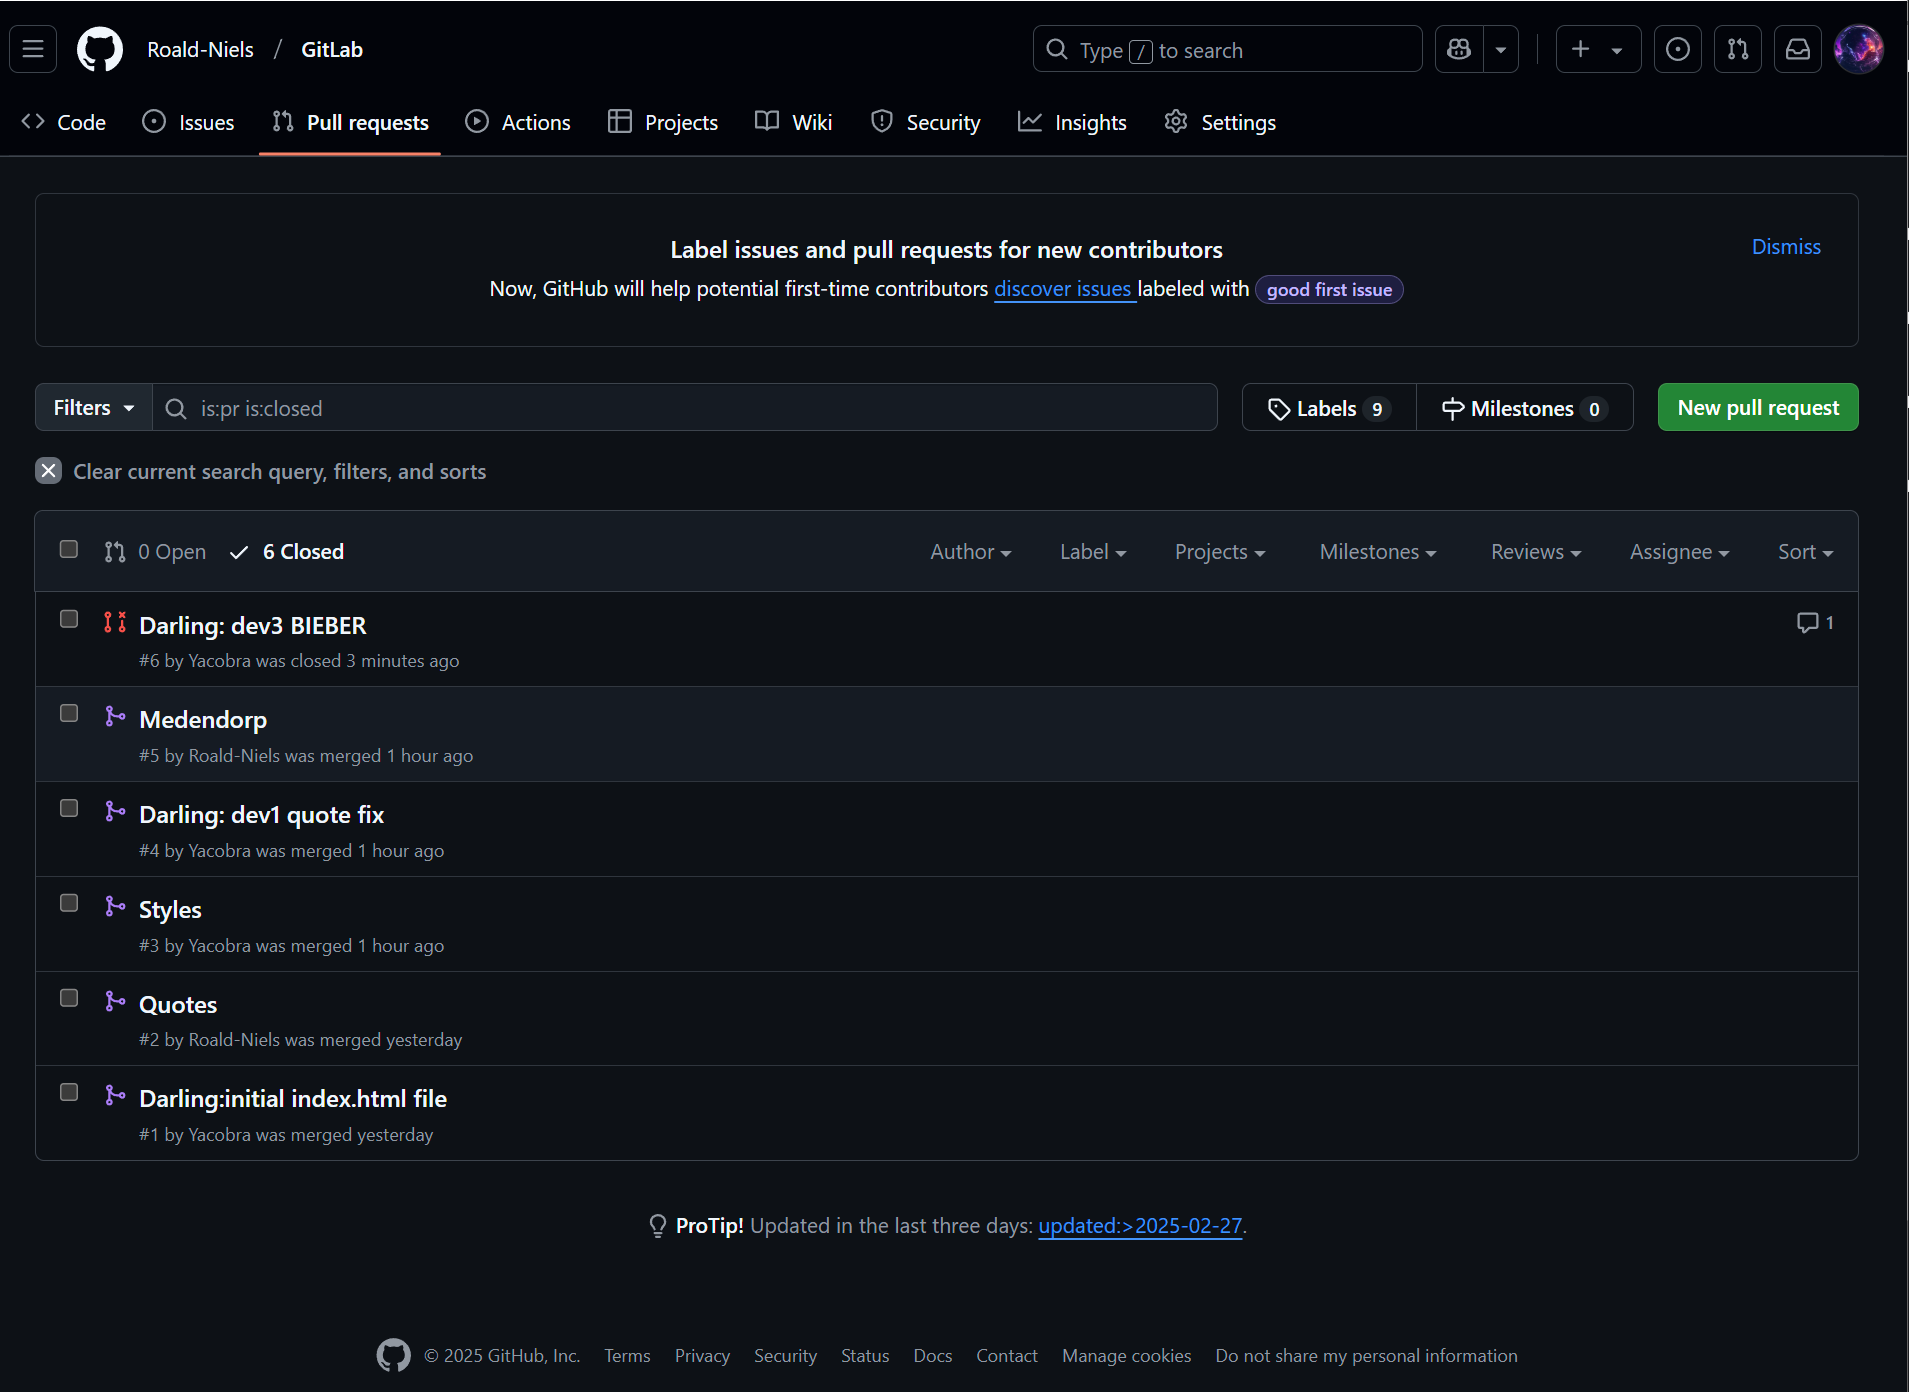 Roald-Niels / GitLab
Type / to search
Code Issues Pull requests Actions Projects Wiki Security Insights Settings
Label issues and pull requests for new contributors
Dismiss
Now, GitHub will help potential first-time contributors discover issues labeled with good first issue
Filters is:pr is:closed Labels 9 Milestones 0 New pull request
Clear current search query, filters, and sorts
0 Open 6 Closed Author Label Projects Milestones Reviews Assignee Sort
Darling: dev3 BIEBER 1
#6 by Yacobra was closed 3 minutes ago
Medendorp
#5 by Roald-Niels was merged 1 hour ago
Darling: dev1 quote fix
#4 by Yacobra was merged 1 hour ago
Styles
#3 by Yacobra was merged 1 hour ago
Quotes
#2 by Roald-Niels was merged yesterday
Darling:initial index.html file
#1 by Yacobra was merged yesterday
ProTip! Updated in the last three days: updated:>2025-02-27.
© 2025 GitHub, Inc. Terms Privacy Security Status Docs Contact Manage cookies Do not share my personal information